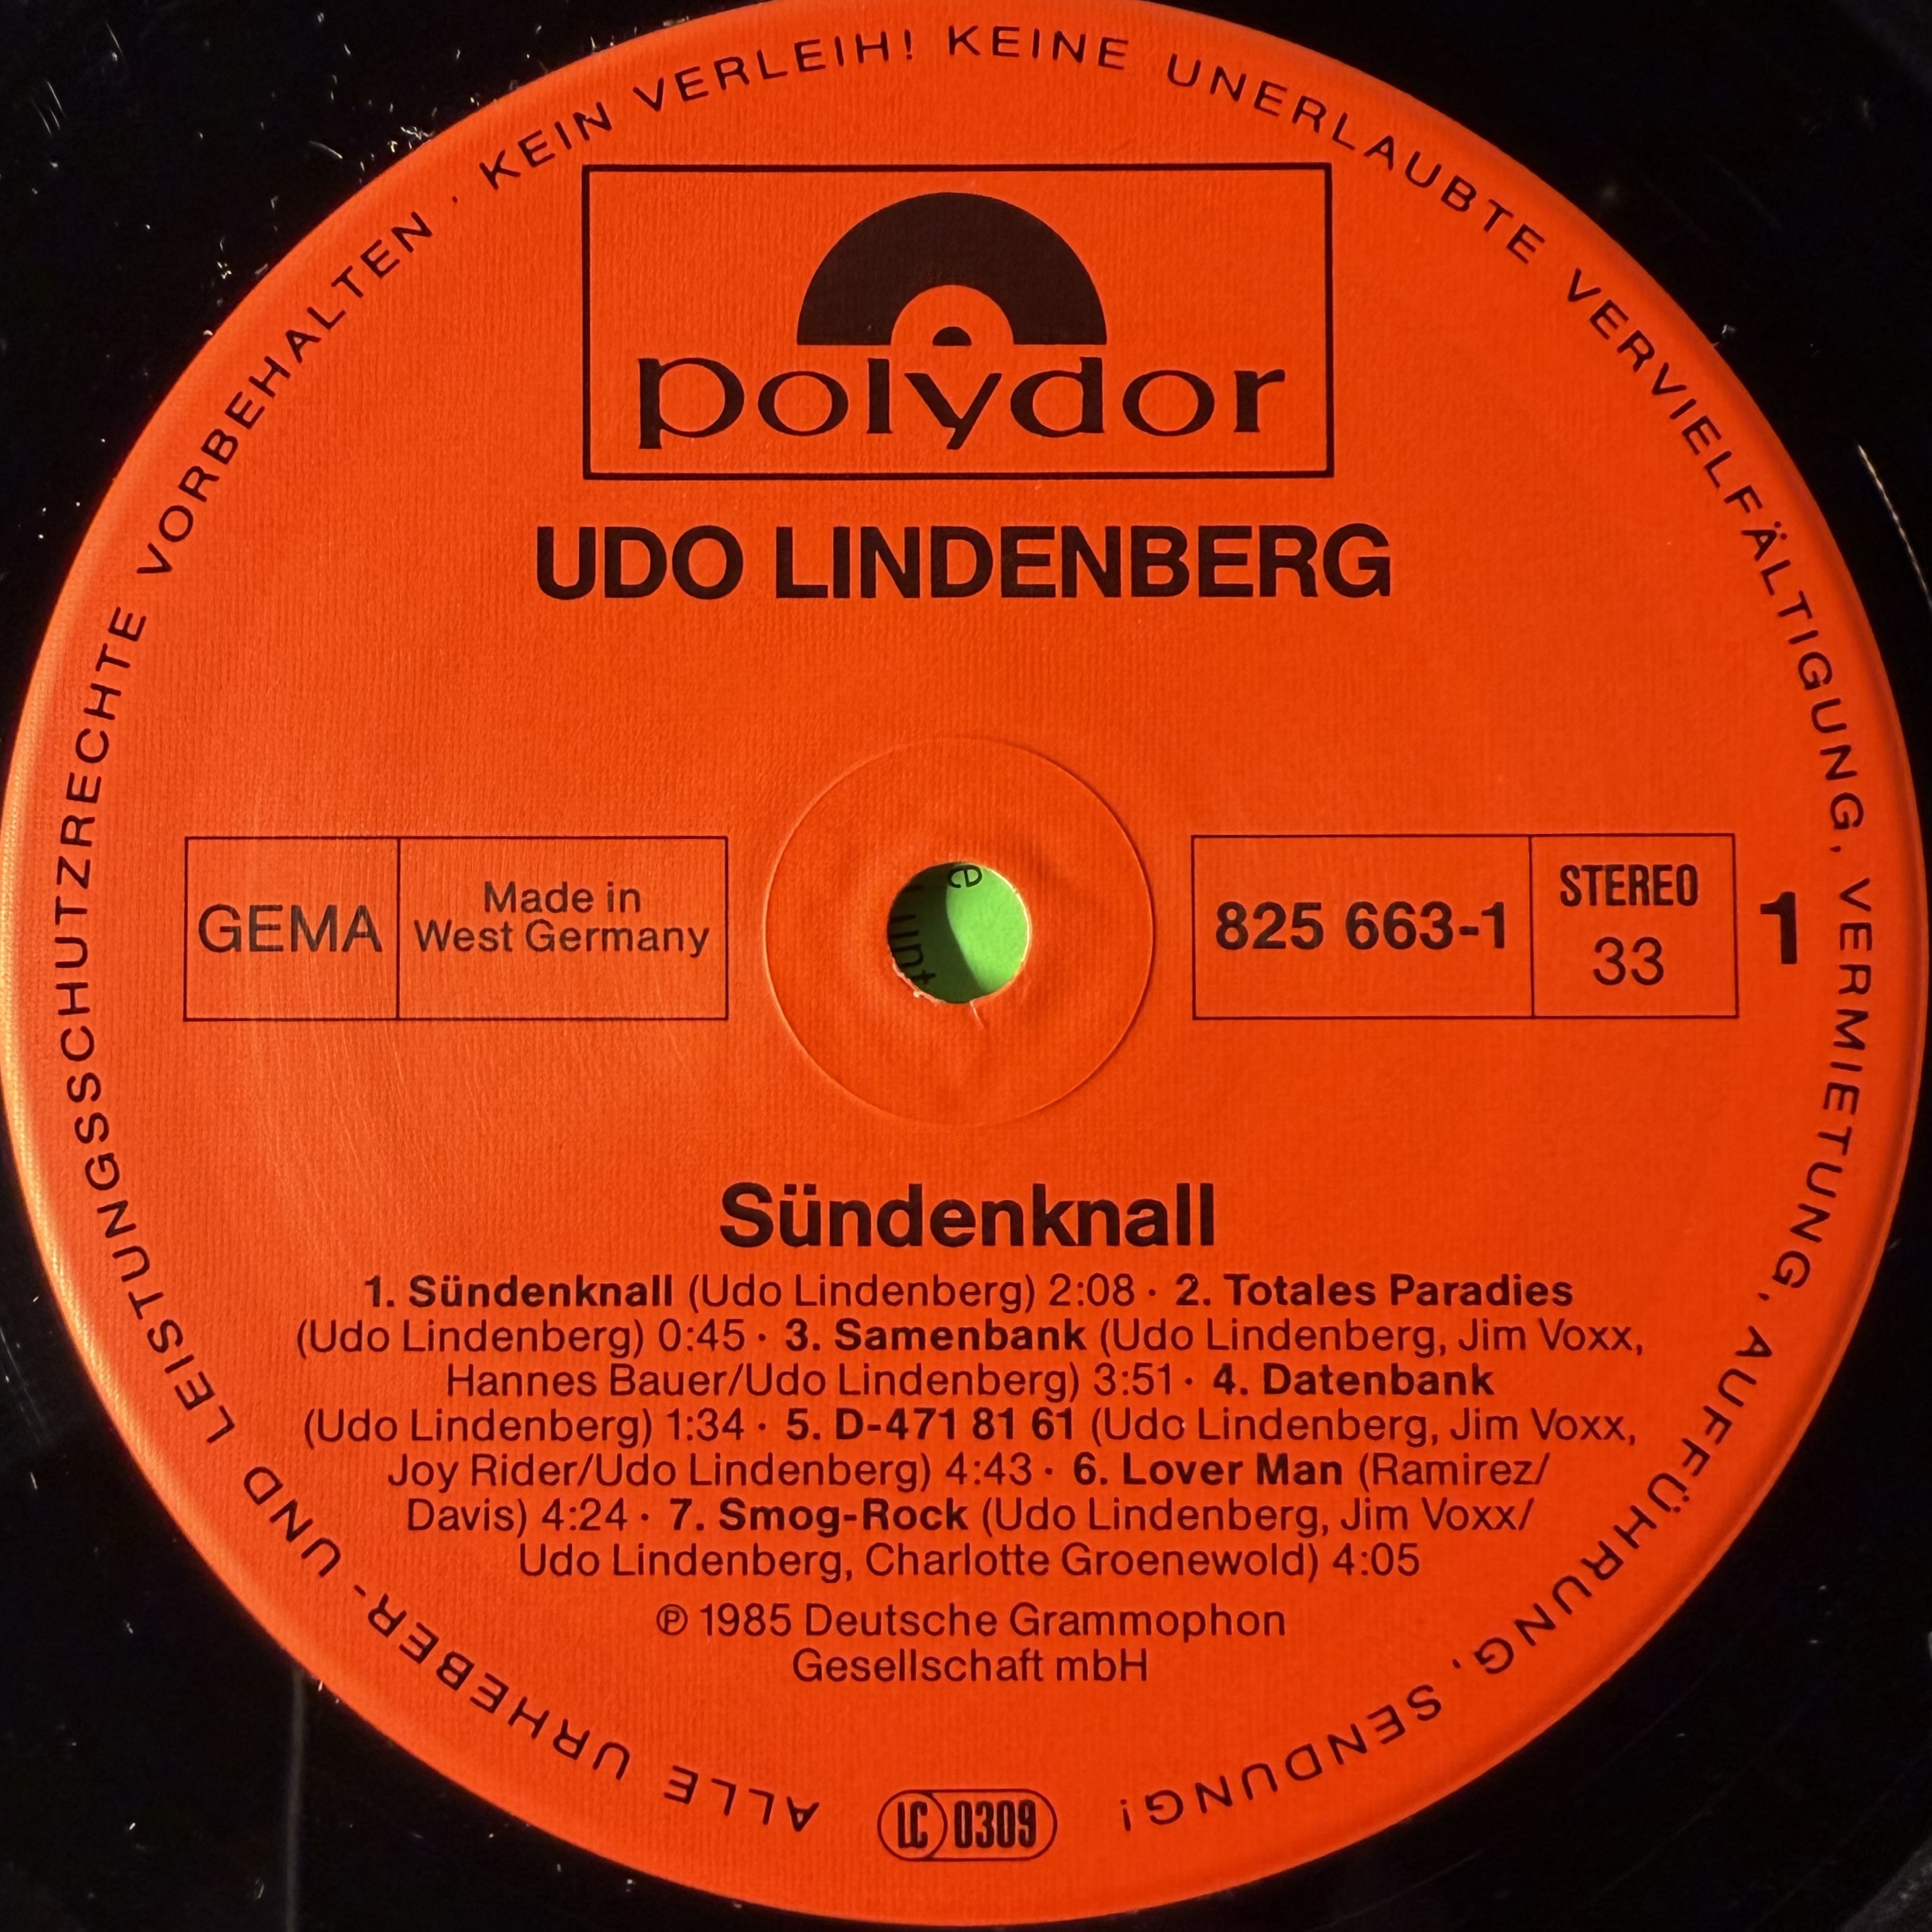 ALLE URHEBER- UND LEISTUNGSSCHUTZRECHTE VORBEHALTEN · KEIN VERLEIH! KEINE UNERLAUBTE VERVIELFÄLTIGUNG, VERMIETUNG, AUFFÜHRUNG, SENDUNG!
polydor
UDO LINDENBERG
GEMA
Made in
West Germany
825 663-1
STEREO
33
1
Sündenknall
1. Sündenknall (Udo Lindenberg) 2:08 · 2. Totales Paradies
(Udo Lindenberg) 0:45 · 3. Samenbank (Udo Lindenberg, Jim Voxx,
Hannes Bauer/Udo Lindenberg) 3:51 · 4. Datenbank
(Udo Lindenberg) 1:34 · 5. D-471 81 61 (Udo Lindenberg, Jim Voxx,
Joy Rider/Udo Lindenberg) 4:43 · 6. Lover Man (Ramirez/
Davis) 4:24 · 7. Smog-Rock (Udo Lindenberg, Jim Voxx/
Udo Lindenberg, Charlotte Groenewold) 4:05
℗ 1985 Deutsche Grammophon
Gesellschaft mbH
LC 0309